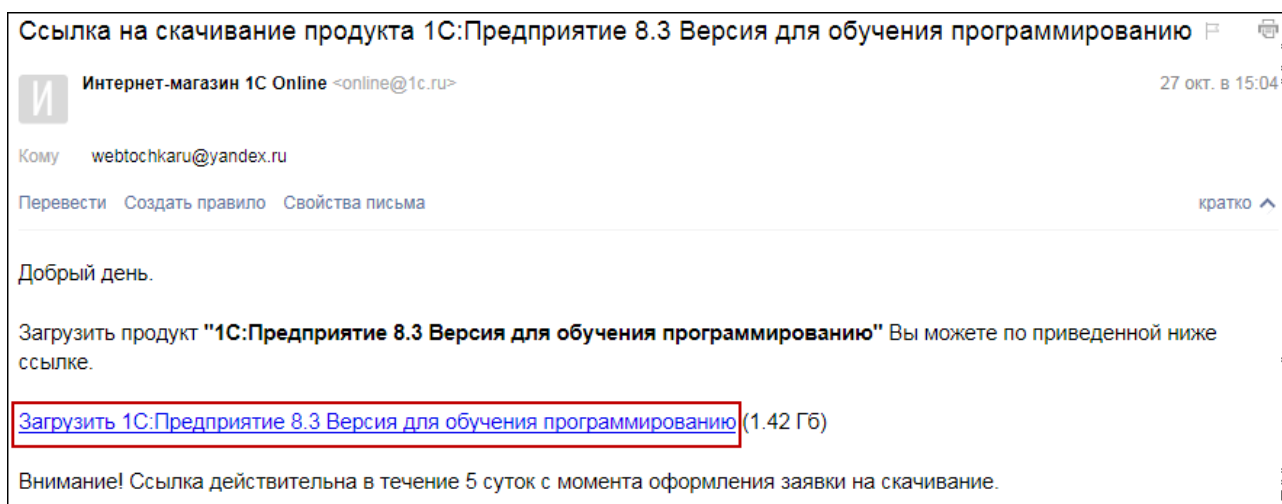 Ссылка на скачивание продукта 1С:Предприятие 8.3 Версия для обучения программированию
И
Интернет-магазин 1С Online <online@1c.ru>
27 окт. в 15:04
Кому webtochkaru@yandex.ru
Перевести Создать правило Свойства письма
кратко
Добрый день.
Загрузить продукт "1С:Предприятие 8.3 Версия для обучения программированию" Вы можете по приведенной ниже
ссылке.
Загрузить 1С:Предприятие 8.3 Версия для обучения программированию (1.42 Гб)
Внимание! Ссылка действительна в течение 5 суток с момента оформления заявки на скачивание.